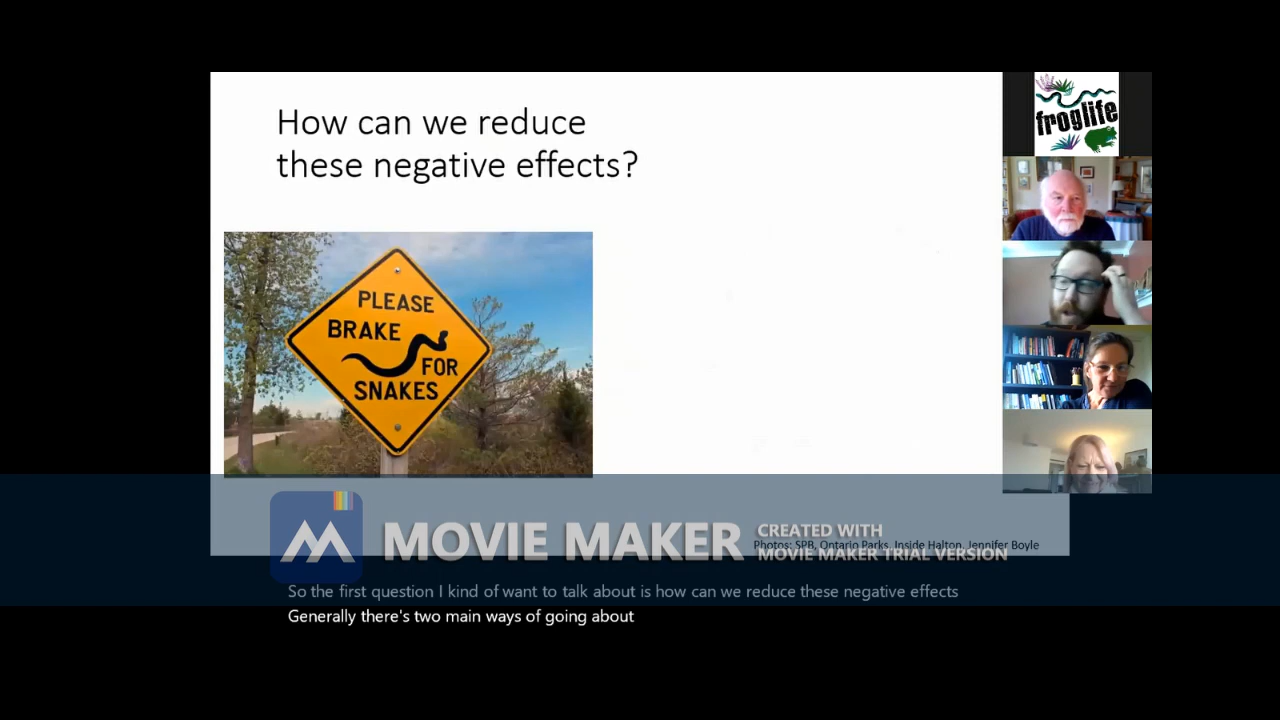 How can we reduce
these negative effects?
froglife
PLEASE
BRAKE
FOR
SNAKES
MOVIE MAKER
CREATED WITH
Photos: SPB, Ontario Parks, Inside Halton, Jennifer Boyle
MOVIE MAKER TRIAL VERSION
So the first question I kind of want to talk about is how can we reduce these negative effects
Generally there's two main ways of going about